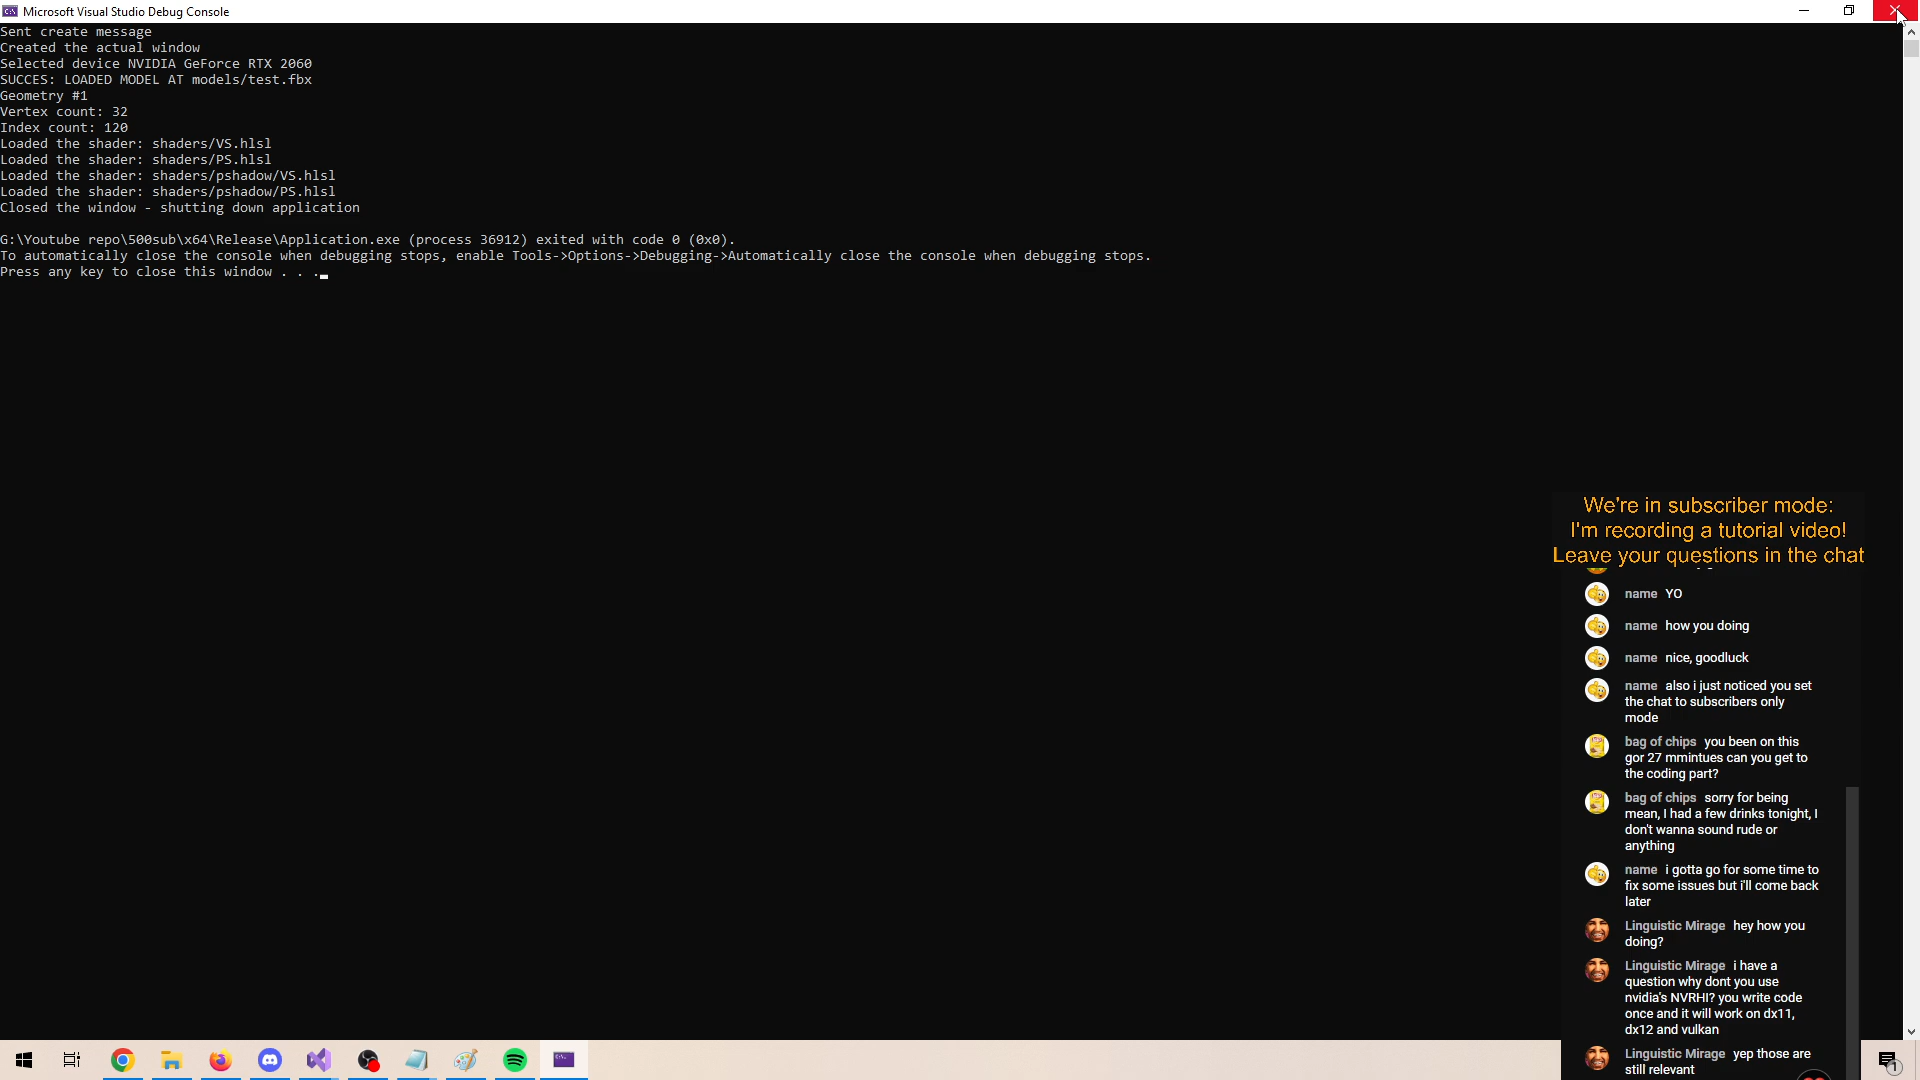 Microsoft Visual Studio Debug Console
Sent create message
Created the actual window
Selected device NVIDIA GeForce RTX 2060
SUCCES: LOADED MODEL AT models/test.fbx
Geometry #1
Vertex count: 32
Index count: 120
Loaded the shader: shaders/VS.hlsl
Loaded the shader: shaders/PS.hlsl
Loaded the shader: shaders/pshadow/VS.hlsl
Loaded the shader: shaders/pshadow/PS.hlsl
Closed the window - shutting down application
G:\Youtube repo\500sub\x64\Release\Application.exe (process 36912) exited with code 0 (0x0).
To automatically close the console when debugging stops, enable Tools->Options->Debugging->Automatically close the console when debugging stops.
Press any key to close this window . . .
We're in subscriber mode:
I'm recording a tutorial video!
Leave your questions in the chat
name YO
name how you doing
name nice, goodluck
name also i just noticed you set
the chat to subscribers only
mode
bag of chips you been on this
gor 27 mmintues can you get to
the coding part?
bag of chips sorry for being
mean, I had a few drinks tonight, I
don't wanna sound rude or
anything
name i gotta go for some time to
fix some issues but i'll come back
later
Linguistic Mirage hey how you
doing?
Linguistic Mirage i have a
question why dont you use
nvidia's NVRHI? you write code
once and it will work on dx11,
dx12 and vulkan
Linguistic Mirage yep those are
still relevant
1